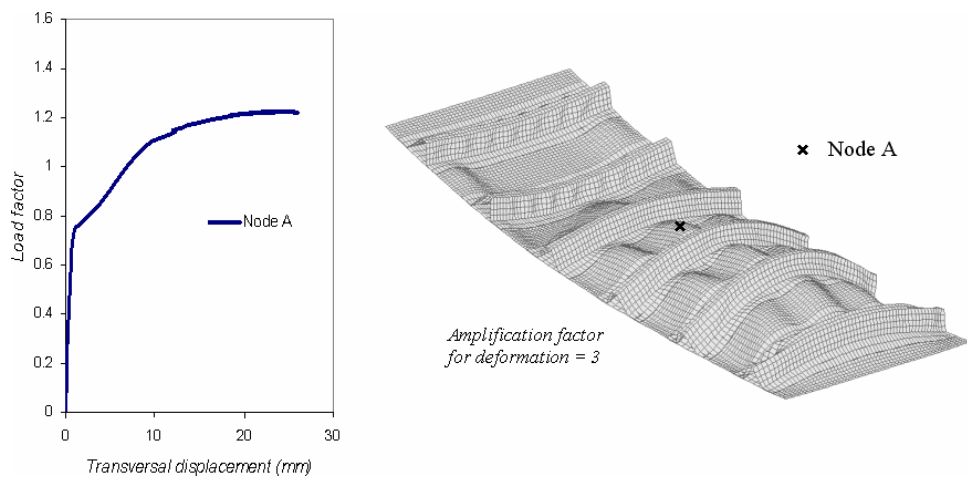 1.6
1.4
1.2
1
0.8
0.6
0.4
0.2
0
0
10
20
30
Load factor
Transversal displacement (mm)
Node A
Node A
Amplification factor
for deformation = 3